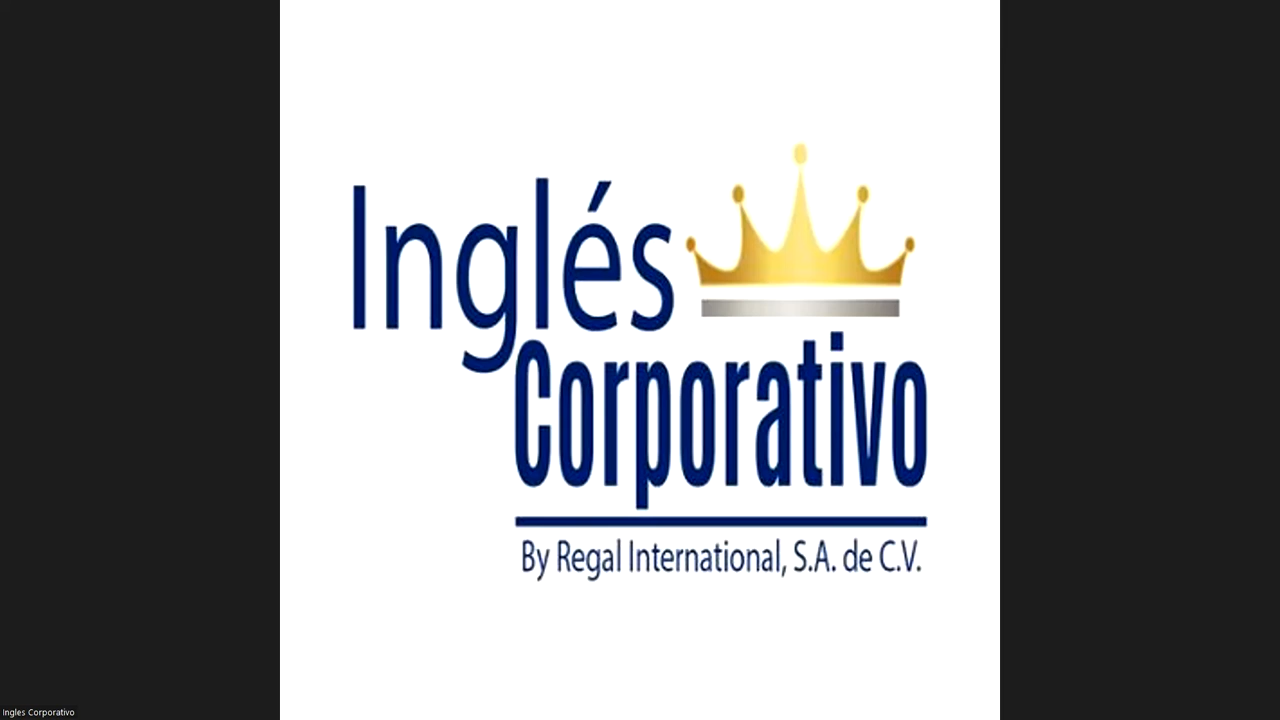 Inglés
Corporativo
By Regal International, S.A. de C.V.
Ingles Corporativo